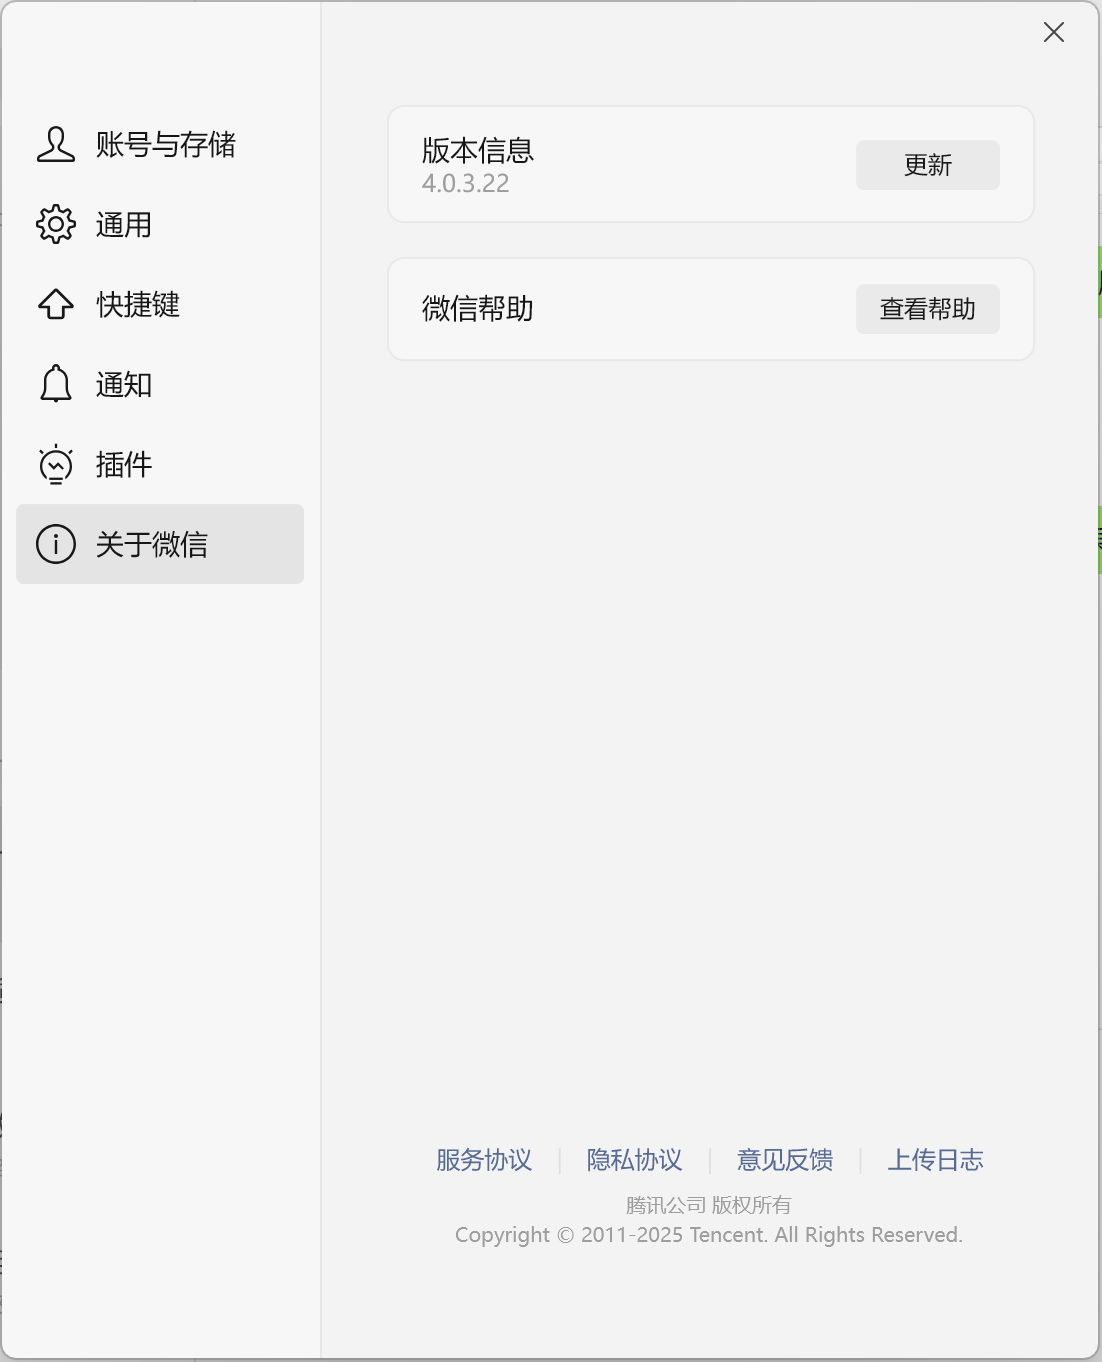 账号与存储
通用
快捷键
通知
插件
关于微信
版本信息
4.0.3.22
更新
微信帮助
查看帮助
服务协议 | 隐私协议 | 意见反馈 | 上传日志
腾讯公司 版权所有
Copyright © 2011-2025 Tencent. All Rights Reserved.